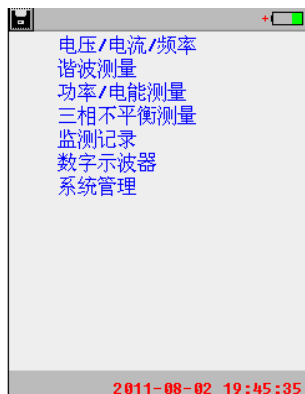 电压/电流/频率
谐波测量
功率/电能测量
三相不平衡测量
监测记录
数字示波器
系统管理
2011-08-02 19:45:35